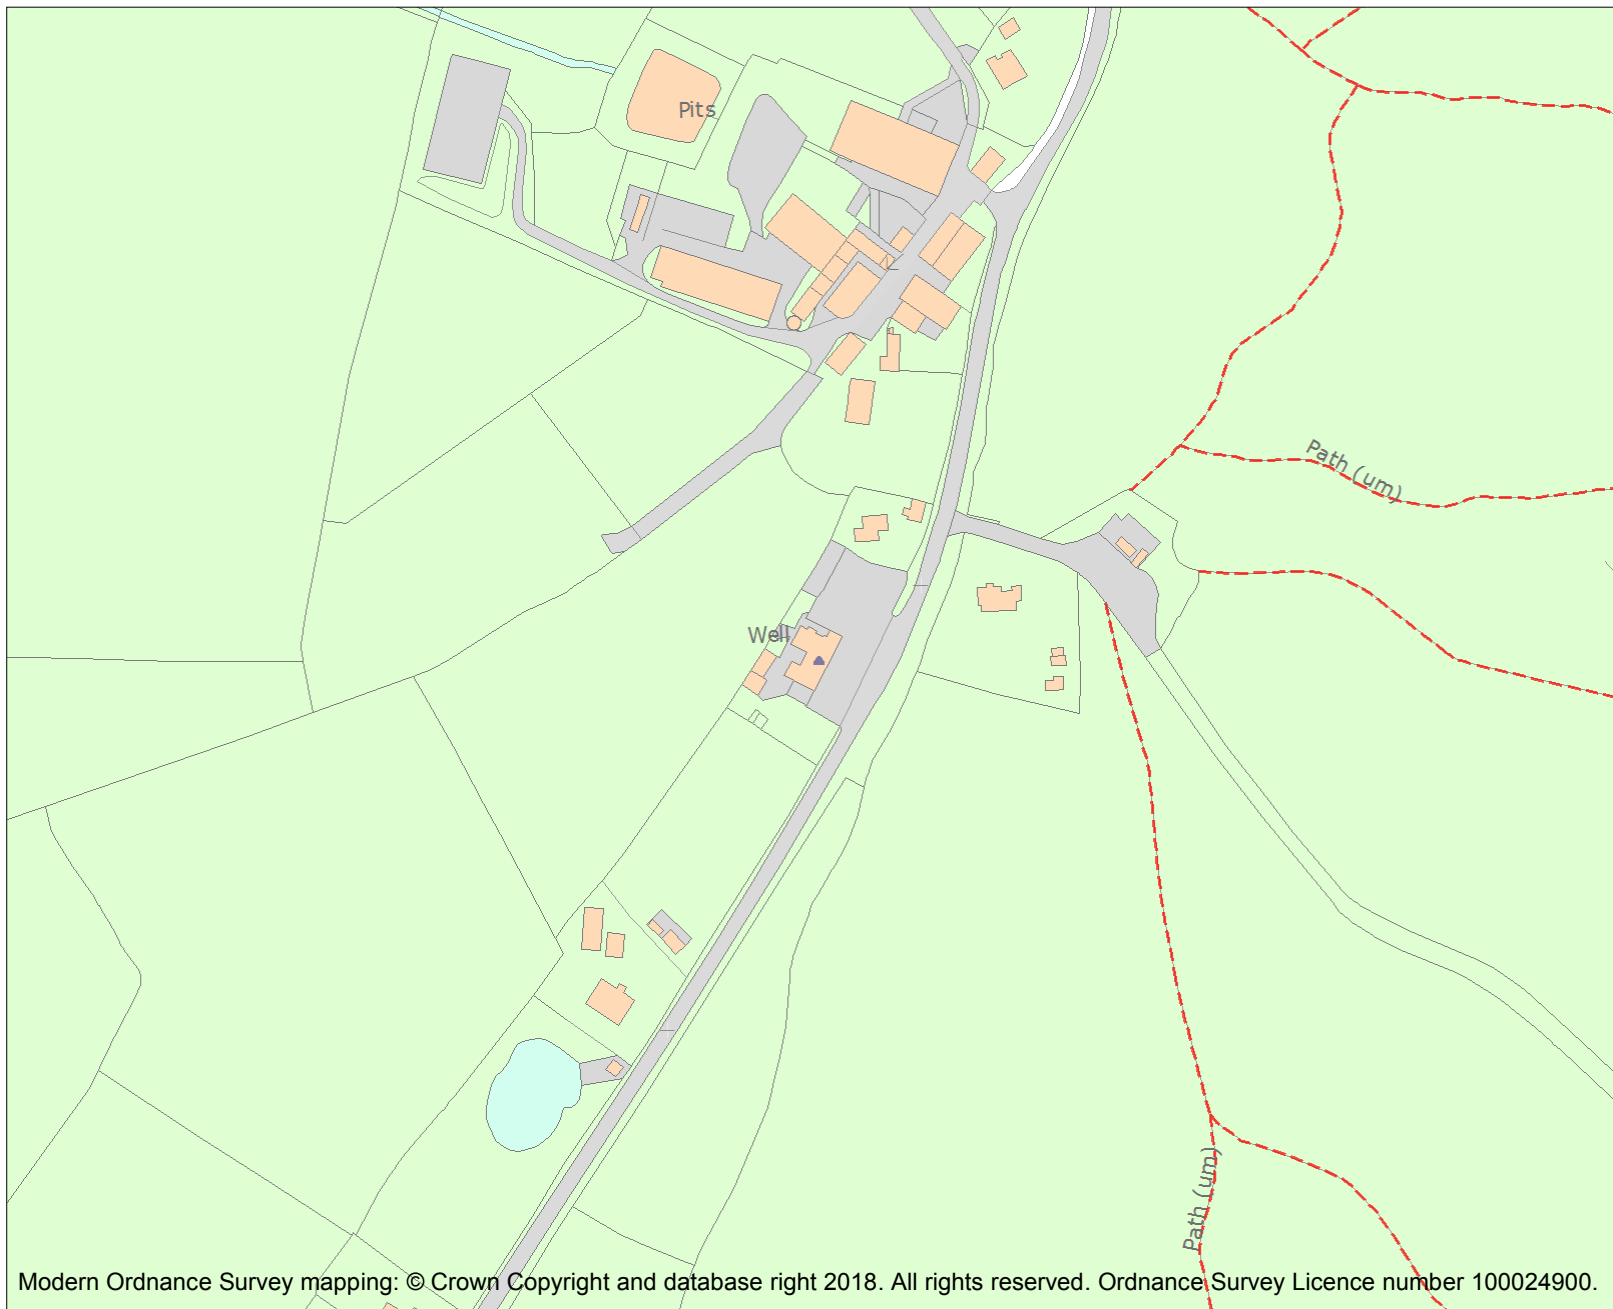 Pits
Path (um)
Well
Path (um)
Modern Ordnance Survey mapping: © Crown Copyright and database right 2018. All rights reserved. Ordnance Survey Licence number 100024900.